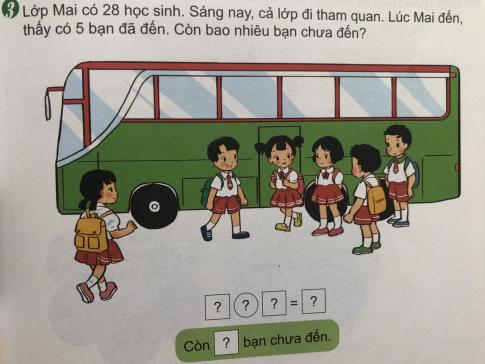 3 Lớp Mai có 28 học sinh. Sáng nay, cả lớp đi tham quan. Lúc Mai đến,
thấy có 5 bạn đã đến. Còn bao nhiêu bạn chưa đến?
? ? ? = ?
Còn ? bạn chưa đến.